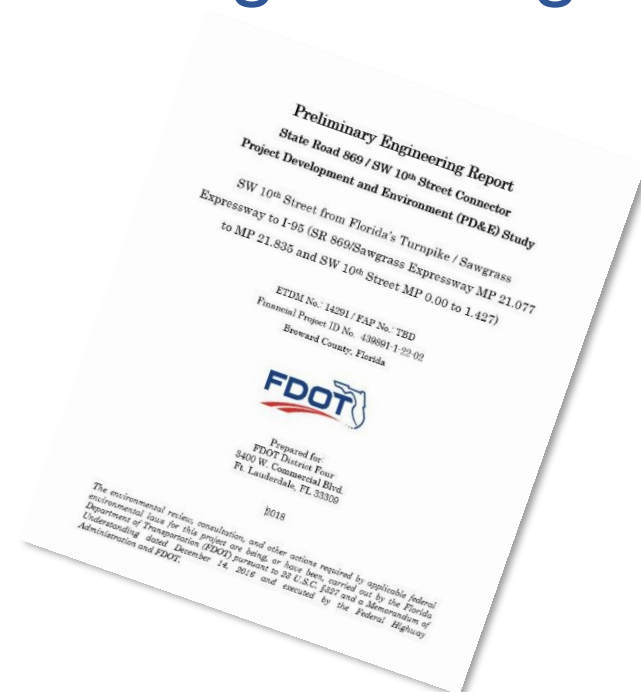 Preliminary Engineering Report
State Road 869 / SW 10th Street Connector
Project Development and Environment (PD&E) Study
SW 10th Street from Florida's Turnpike / Sawgrass
Expressway to I-95 (SR 869/Sawgrass Expressway MP 21.077
to MP 21.835 and SW 10th Street MP 0.00 to 1.427)
ETDM No.: 14291 / FAP No.: TBD
Financial Project ID No. 439891-1-22-02
Broward County, Florida
FDOT
Prepared for:
FDOT District Four
3400 W. Commercial Blvd.
Ft. Lauderdale, FL 33309
2018
The environmental review, consultation, and other actions required by applicable federal
environmental laws for this project are being, or have been, carried out by the Florida
Department of Transportation (FDOT) pursuant to 23 U.S.C. §327 and a Memorandum of
Understanding dated December 14, 2016 and executed by the Federal Highway
Administration and FDOT.